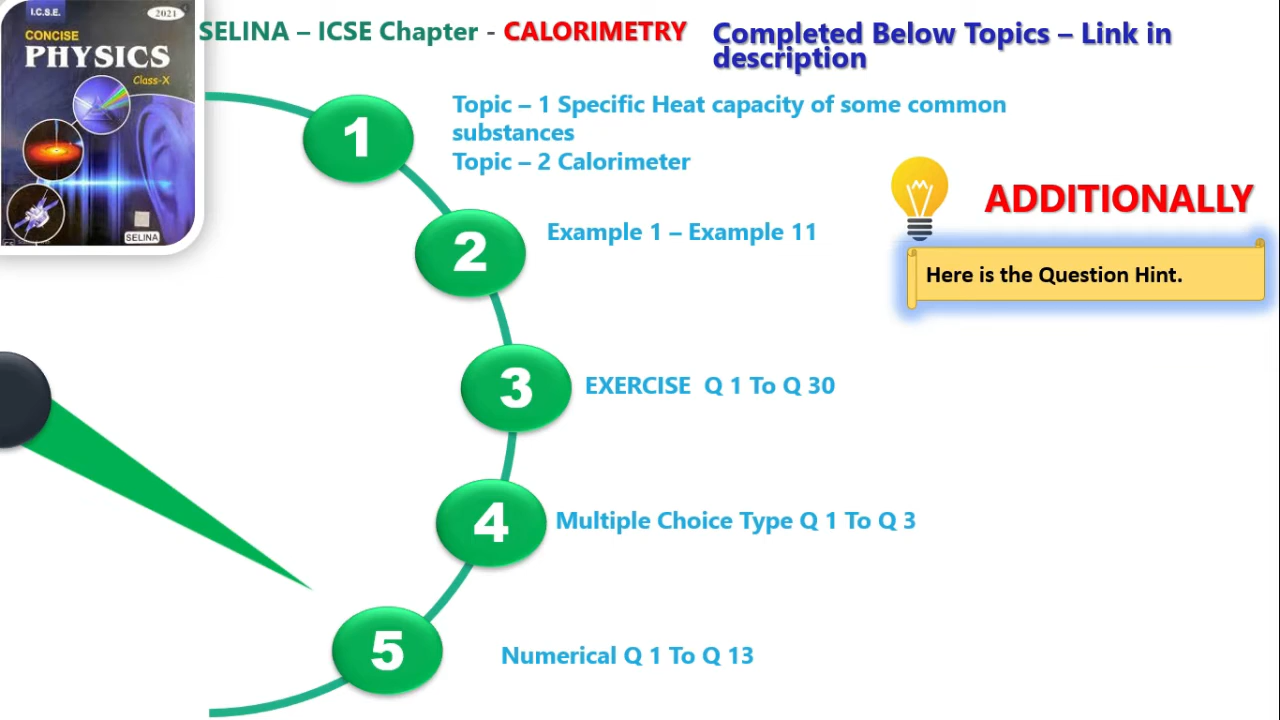 I.C.S.E.
2021
CONCISE
PHYSICS
Class-X
SELINA
SELINA – ICSE Chapter - CALORIMETRY
Completed Below Topics – Link in
description
1
Topic – 1 Specific Heat capacity of some common
substances
Topic – 2 Calorimeter
2
Example 1 – Example 11
ADDITIONALLY
Here is the Question Hint.
3
EXERCISE Q 1 To Q 30
4
Multiple Choice Type Q 1 To Q 3
5
Numerical Q 1 To Q 13